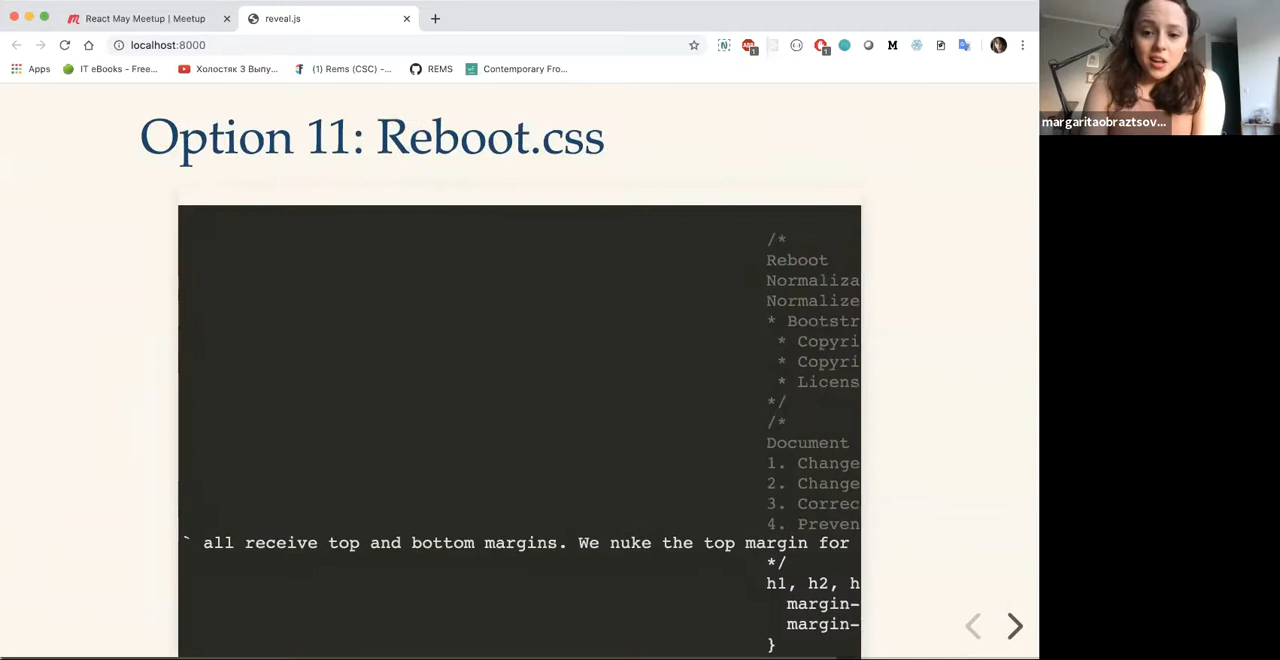 React May Meetup | Meetup
reveal.js
localhost:8000
Apps
IT eBooks - Free...
Холостяк 3 Выпу...
(1) Rems (CSC) -...
REMS
Contemporary Fro...
margaritaobraztsov...
Option 11: Reboot.css
/*
Reboot
Normaliza
Normalize
* Bootstr
* Copyri
* Copyri
* Licens
*/
/*
Document
1. Change
2. Change
3. Correc
4. Preven
` all receive top and bottom margins. We nuke the top margin for
*/
h1, h2, h
margin-
margin-
}